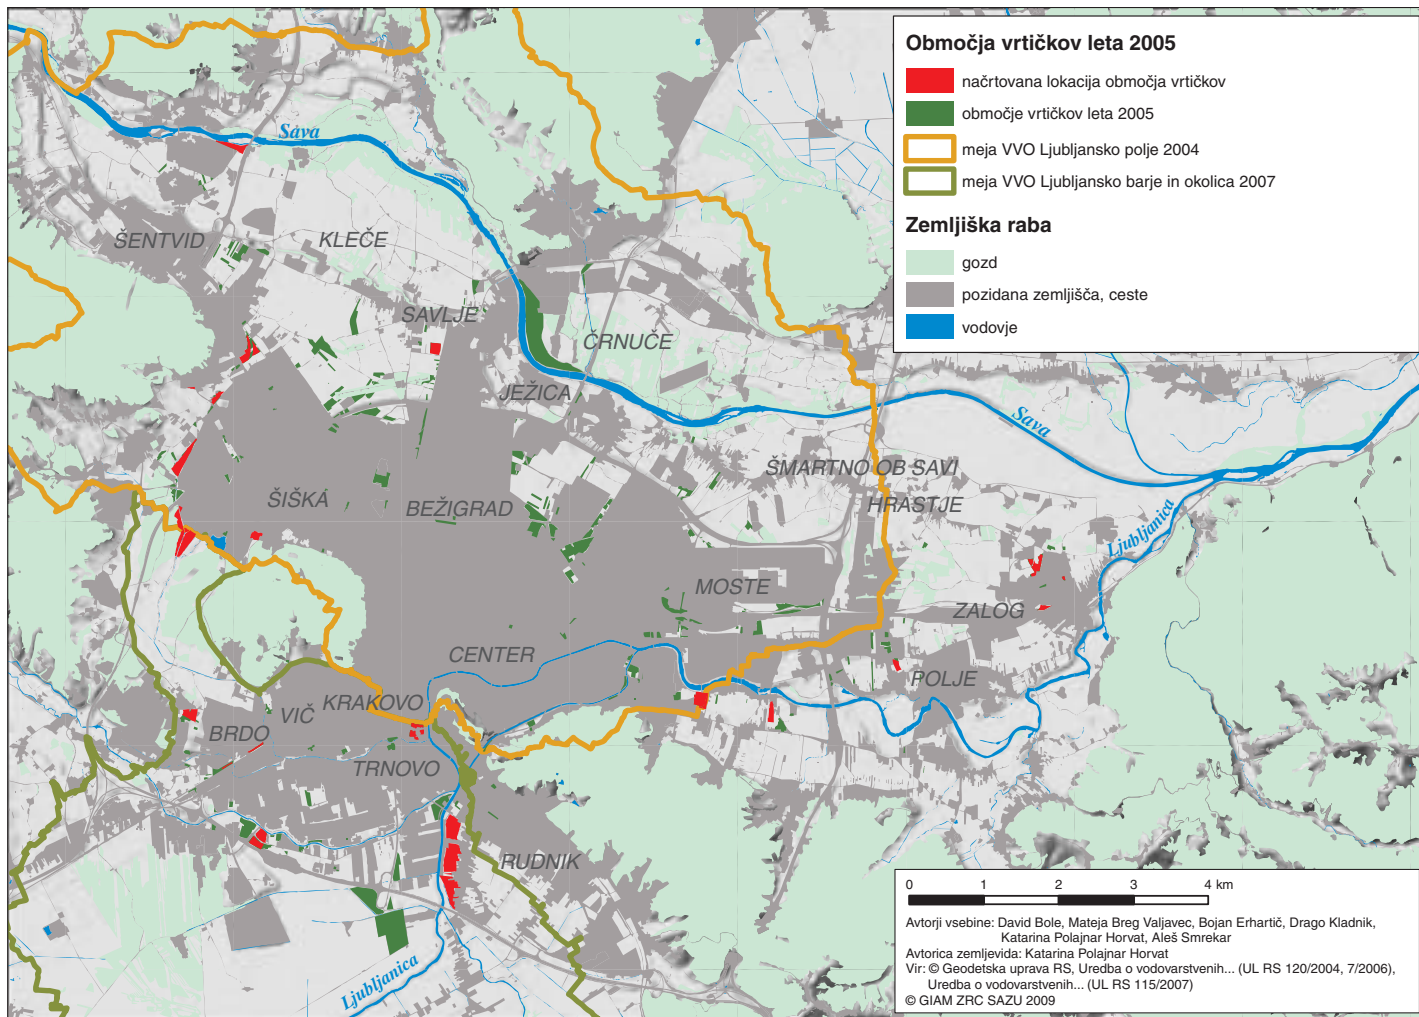 Območja vrtičkov leta 2005
načrtovana lokacija območja vrtičkov
območje vrtičkov leta 2005
meja VVO Ljubljansko polje 2004
meja VVO Ljubljansko barje in okolica 2007
Zemljiška raba
gozd
pozidana zemljišča, ceste
vodovje
Sava
ŠENTVID
KLEČE
SAVLJE
ČRNUČE
JEŽICA
Sava
ŠMARTNO OB SAVI
ŠIŠKA
BEŽIGRAD
HRASTJE
Ljubljanica
MOSTE
ZALOG
CENTER
POLJE
KRAKOVO
VIČ
BRDO
TRNOVO
RUDNIK
Ljubljanica
0 1 2 3 4 km
Avtorji vsebine: David Bole, Mateja Breg Valjavec, Bojan Erhartič, Drago Kladnik,
Katarina Polajnar Horvat, Aleš Smrekar
Avtorica zemljevida: Katarina Polajnar Horvat
Vir: © Geodetska uprava RS, Uredba o vodovarstvenih... (UL RS 120/2004, 7/2006),
Uredba o vodovarstvenih... (UL RS 115/2007)
© GIAM ZRC SAZU 2009